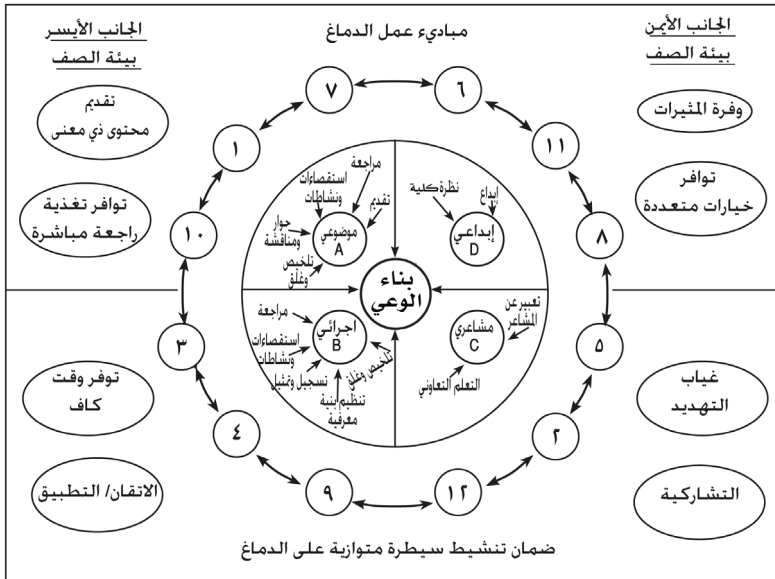 مباديء عمل الدماغ
الجانب الأيمن
بيئة الصف
وفرة المثيرات
توافر
خيارات متعددة
غياب
التهديد
التشاركية
الجانب الأيسر
بيئة الصف
تقديم
محتوى ذي معنى
توافر تغذية
راجعة مباشرة
توفر وقت
كاف
الاتقان/ التطبيق
٦
١١
٨
٥
٢
١٢
٩
٤
٣
١٠
١
٧
إبداع
نظرة كلية
إبداعي
D
مراجعة
استقصاءات
ونشاطات
تقديم
حوار
ومناقشة
تلخيص
وغلق
موضوعي
A
بناء
الوعي
تعبير عن
المشاعر
مشاعري
C
التعلم التعاوني
مراجعة
استقصاءات
ونشاطات
تسجيل وتمثيل
تنظيم ابنية
معرفية
تلخيص وغلق
اجرائي
B
ضمان تنشيط سيطرة متوازية على الدماغ